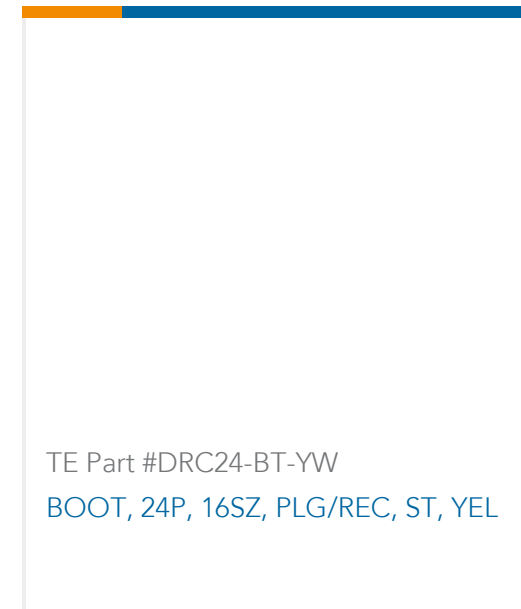 TE Part #DRC24-BT-YW
BOOT, 24P, 16SZ, PLG/REC, ST, YEL